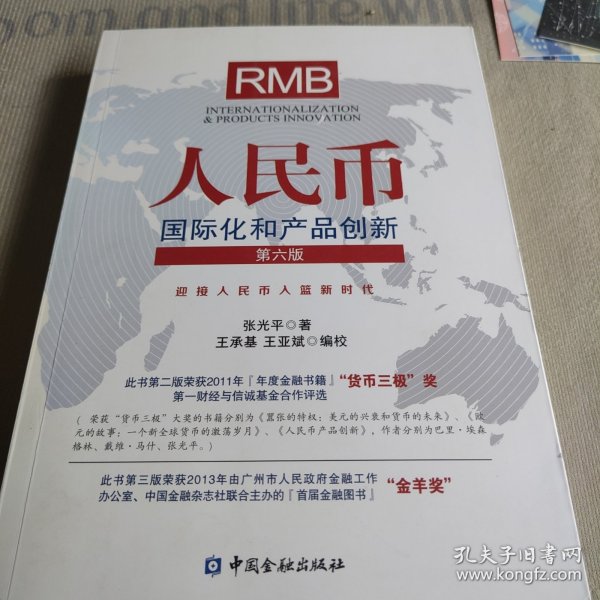 oom and life will
RMB
INTERNATIONALIZATION
& PRODUCTS INNOVATION
人民币
国际化和产品创新
第六版
迎接人民币入篮新时代
张光平◎著
王承基 王亚斌◎编校
此书第二版荣获2011年『年度金融书籍』“货币三极”奖
第一财经与信诚基金合作评选
(荣获“货币三极”大奖的书籍分别为《嚣张的特权：美元的兴衰和货币的未来》、《欧
元的故事：一个新全球货币的激荡岁月》、《人民币产品创新》，作者分别为巴里·埃森
格林、戴维·马什、张光平。)
此书第三版荣获2013年由广州市人民政府金融工作
办公室、中国金融杂志社联合主办的『首届金融图书』“金羊奖”
中国金融出版社
孔夫子旧书网
www.kongfz.com